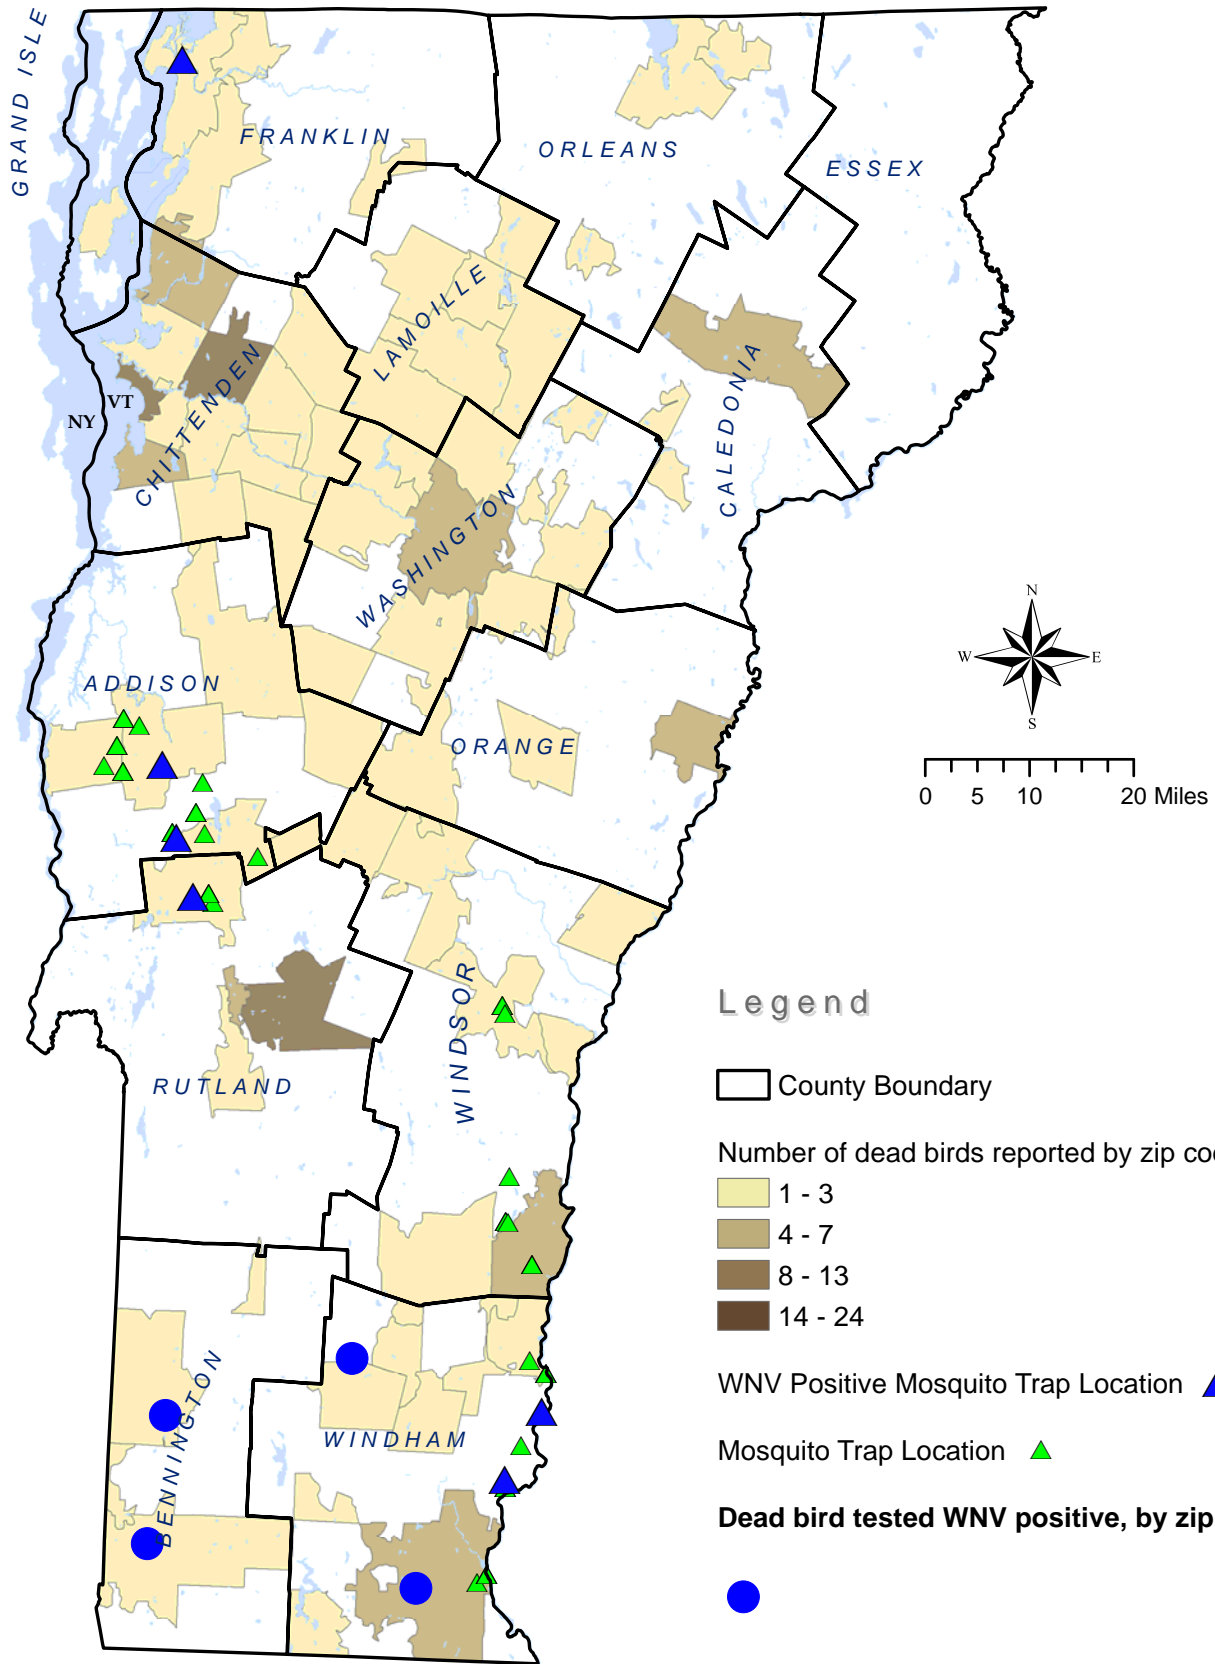 GRAND ISLE
FRANKLIN
ORLEANS
ESSEX
LAMOILLE
CHITTENDEN
CALEDONIA
VT
NY
WASHINGTON
N
W
E
S
ADDISON
ORANGE
0 5 10 20 Miles
WINDSOR
RUTLAND
BENNINGTON
WINDHAM
Legend
County Boundary
Number of dead birds reported by zip co
1 - 3
4 - 7
8 - 13
14 - 24
WNV Positive Mosquito Trap Location
Mosquito Trap Location
Dead bird tested WNV positive, by zip